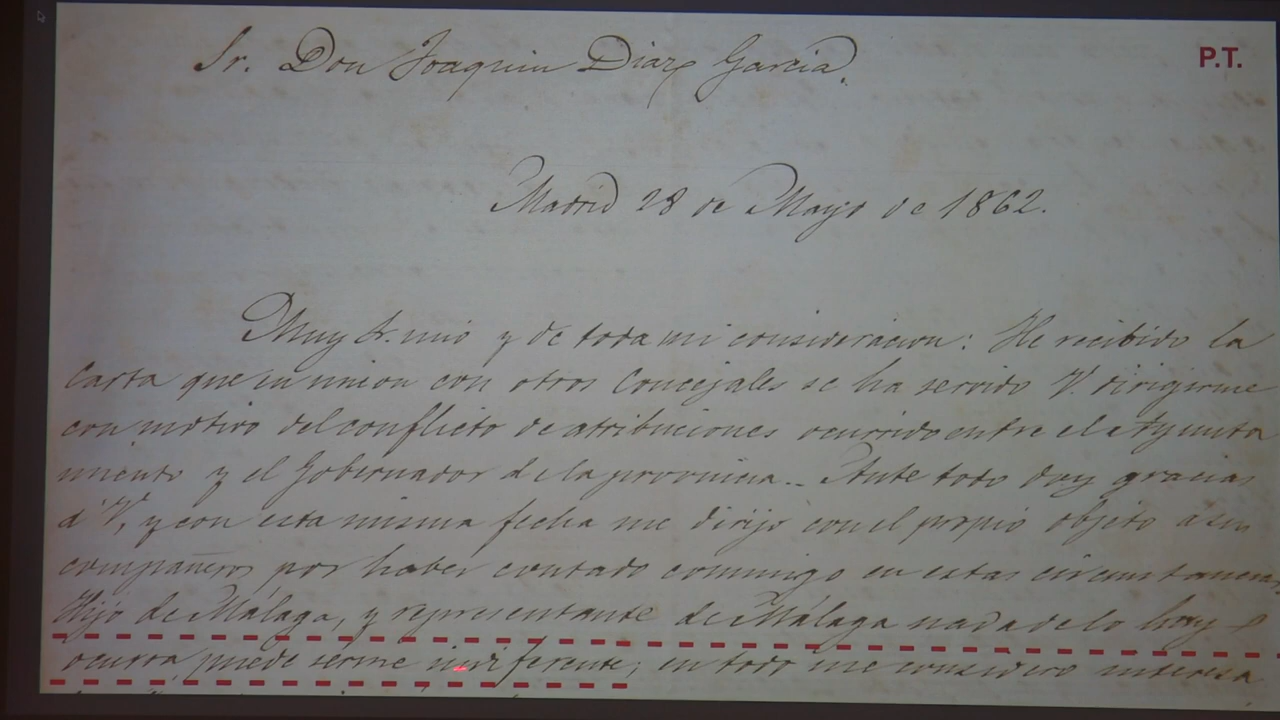 P.T.
Sr. Don Joaquin Diaz Garcia.
Madrid 28 de Mayo de 1862.
Muy Sr. mio y de toda mi consideracion: He recibido la
Carta que en union con otros Concejales se ha servido V. dirigirme
con motivo del conflicto de atribuciones ocurrido entre el Ayunta
miento y el Gobernador de la provincia.. Ante todo doy gracias
á V, y con esta misma fecha me dirijo con el propio objeto á sus
compañeros por haber contado conmigo en estas circunstancias.
Hijo de Málaga, y representante de Málaga nada de lo
ocurra, puede serme indiferente; en todo me considero interesa